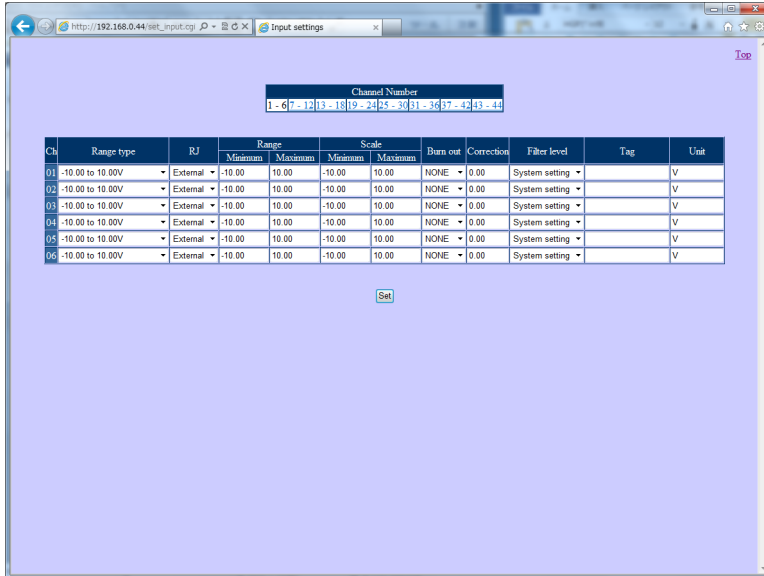 http://192.168.0.44/set_input.cgi
Input settings
Top
Channel Number
1 - 6 7 - 12 13 - 18 19 - 24 25 - 30 31 - 36 37 - 42 43 - 44
Ch Range type RJ Range Scale Burn out Correction Filter level Tag Unit
Minimum Maximum Minimum Maximum
01 -10.00 to 10.00V External -10.00 10.00 -10.00 10.00 NONE 0.00 System setting V
02 -10.00 to 10.00V External -10.00 10.00 -10.00 10.00 NONE 0.00 System setting V
03 -10.00 to 10.00V External -10.00 10.00 -10.00 10.00 NONE 0.00 System setting V
04 -10.00 to 10.00V External -10.00 10.00 -10.00 10.00 NONE 0.00 System setting V
05 -10.00 to 10.00V External -10.00 10.00 -10.00 10.00 NONE 0.00 System setting V
06 -10.00 to 10.00V External -10.00 10.00 -10.00 10.00 NONE 0.00 System setting V
Set